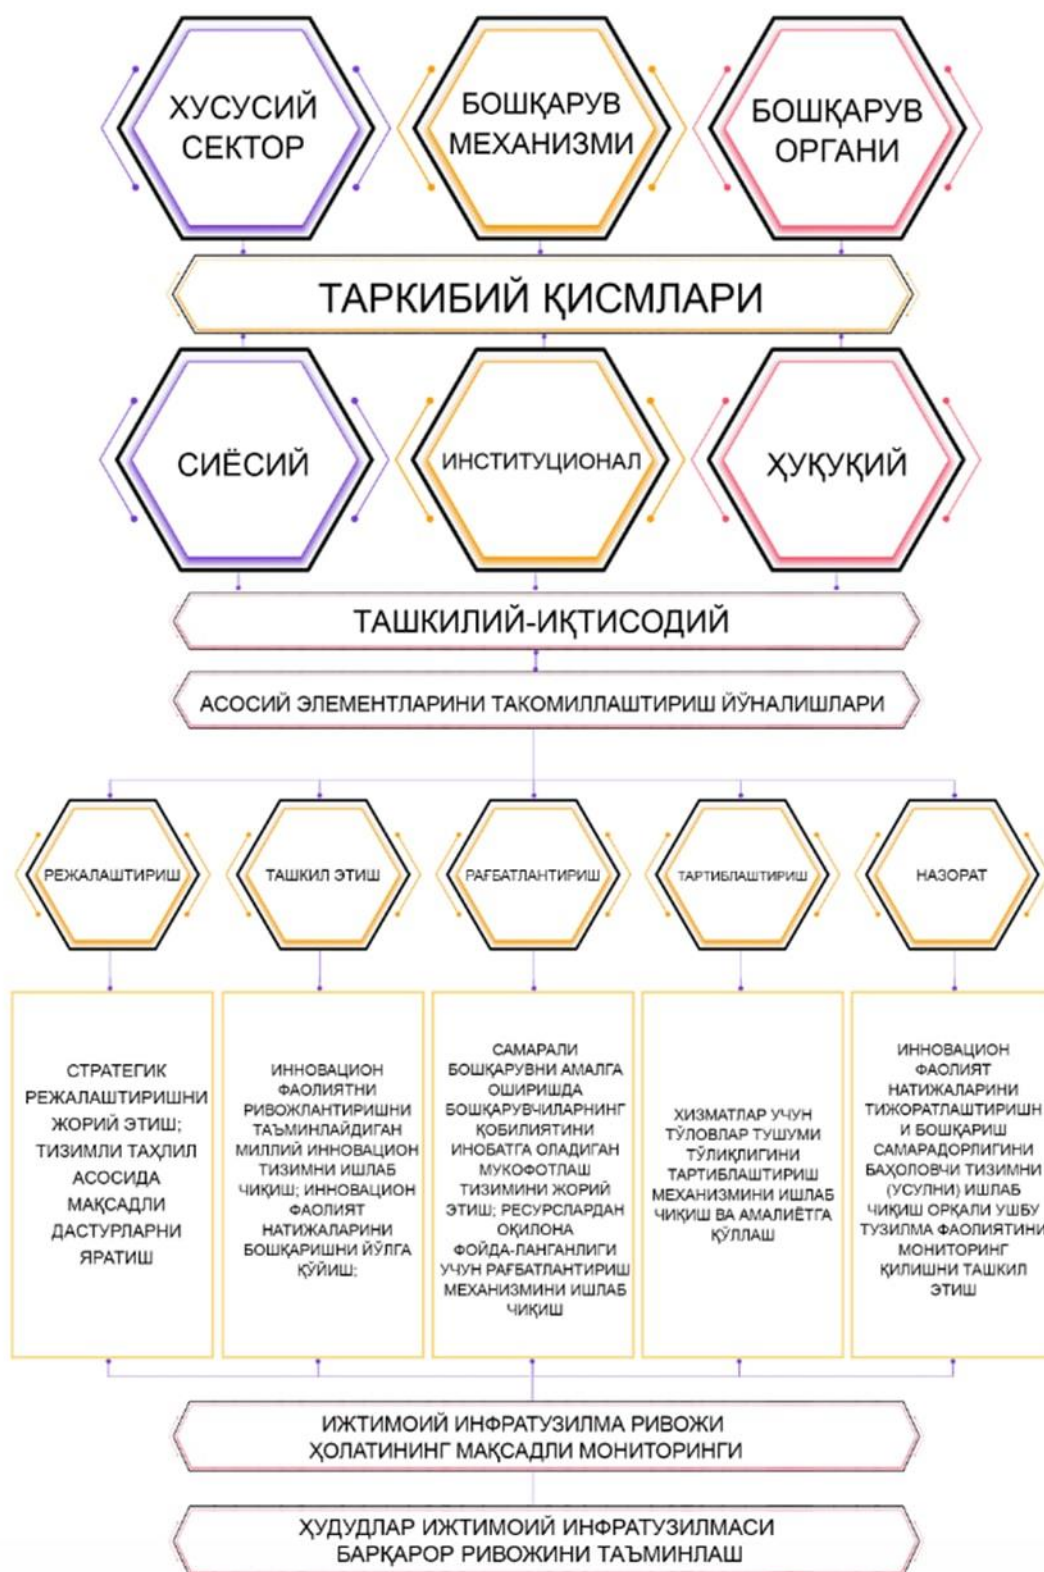 ХУСУСИЙ
СЕКТОР
БОШҚАРУВ
МЕХАНИЗМИ
БОШҚАРУВ
ОРГАНИ
ТАРКИБИЙ ҚИСМЛАРИ
СИЁСИЙ
ИНСТИТУЦИОНАЛ
ҲУҚУҚИЙ
ТАШКИЛИЙ-ИҚТИСОДИЙ
АСОСИЙ ЭЛЕМЕНТЛАРИНИ ТАКОМИЛЛАШТИРИШ ЙЎНАЛИШЛАРИ
РЕЖАЛАШТИРИШ
ТАШКИЛ ЭТИШ
РАҒБАТЛАНТИРИШ
ТАРТИБЛАШТИРИШ
НАЗОРАТ
СТРАТЕГИК
РЕЖАЛАШТИРИШНИ
ЖОРИЙ ЭТИШ;
ТИЗИМЛИ ТАҲЛИЛ
АСОСИДА
МАҚСАДЛИ
ДАСТУРЛАРНИ
ЯРАТИШ
ИННОВАЦИОН
ФАОЛИЯТНИ
РИВОЖЛАНТИРИШНИ
ТАЪМИНЛАЙДИГАН
МИЛЛИЙ ИННОВАЦИОН
ТИЗИМНИ ИШЛАБ
ЧИҚИШ; ИННОВАЦИОН
ФАОЛИЯТ
НАТИЖАЛАРИНИ
БОШҚАРИШНИ ЙЎЛГА
ҚЎЙИШ;
САМАРАЛИ
БОШҚАРУВНИ АМАЛГА
ОШИРИШДА
БОШҚАРУВЧИЛАРНИНГ
ҚОБИЛИЯТИНИ
ИНОБАТГА ОЛАДИГАН
МУКОФОТЛАШ
ТИЗИМИНИ ЖОРИЙ
ЭТИШ; РЕСУРСЛАРДАН
ОҚИЛОНА
ФОЙДА-ЛАНГАНЛИГИ
УЧУН РАҒБАТЛАНТИРИШ
МЕХАНИЗМИНИ ИШЛАБ
ЧИҚИШ
ХИЗМАТЛАР УЧУН
ТЎЛОВЛАР ТУШУМИ
ТЎЛИҚЛИГИНИ
ТАРТИБЛАШТИРИШ
МЕХАНИЗМИНИ ИШЛАБ
ЧИҚИШ ВА АМАЛИЁТГА
ҚЎЛЛАШ
ИННОВАЦИОН
ФАОЛИЯТ
НАТИЖАЛАРИНИ
ТИЖОРАТЛАШТИРИШН
И БОШҚАРИШ
САМАРАДОРЛИГИНИ
БАҲОЛОВЧИ ТИЗИМНИ
(УСУЛНИ) ИШЛАБ
ЧИҚИШ ОРҚАЛИ УШБУ
ТУЗИЛМА ФАОЛИЯТИНИ
МОНИТОРИНГ
ҚИЛИШНИ ТАШКИЛ
ЭТИШ
ИЖТИМОИЙ ИНФРАТУЗИЛМА РИВОЖИ
ҲОЛАТИНИНГ МАҚСАДЛИ МОНИТОРИНГИ
ҲУДУДЛАР ИЖТИМОИЙ ИНФРАТУЗИЛМАСИ
БАРҚАРОР РИВОЖИНИ ТАЪМИНЛАШ